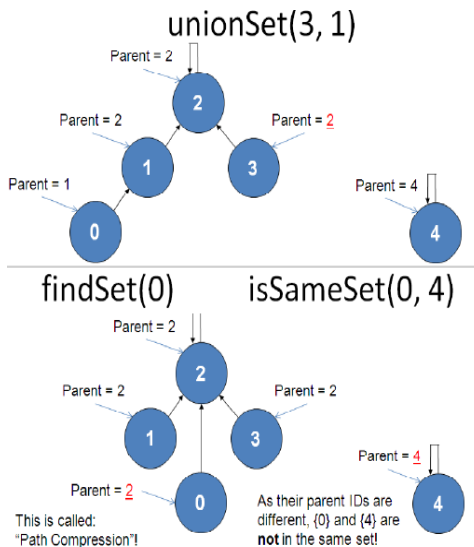 unionSet(3, 1)
Parent = 2
2
Parent = 2
Parent = 2
1
3
Parent = 1
Parent = 4
0
4
findSet(0)
isSameSet(0, 4)
Parent = 2
2
Parent = 2
Parent = 2
1
3
Parent = 4
Parent = 2
0
4
This is called:
"Path Compression"!
As their parent IDs are
different, {0} and {4} are
not in the same set!